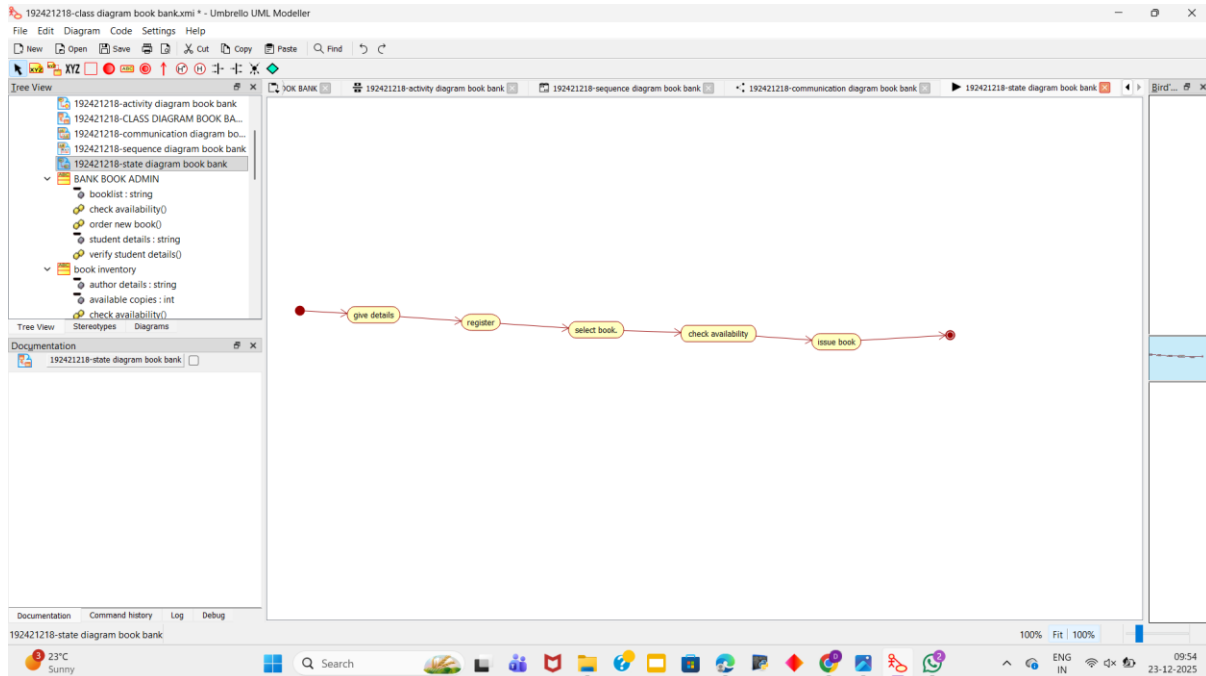 192421218-class diagram book bank.xmi * - Umbrello UML Modeller
File Edit Diagram Code Settings Help
New Open Save Cut Copy Paste Find
XYZ
Tree View
OOK BANK 192421218-activity diagram book bank 192421218-sequence diagram book bank 192421218-communication diagram book bank 192421218-state diagram book bank Bird'...
192421218-activity diagram book bank
192421218-CLASS DIAGRAM BOOK BA...
192421218-communication diagram bo...
192421218-sequence diagram book bank
192421218-state diagram book bank
BANK BOOK ADMIN
booklist : string
check availability()
order new book()
student details : string
verify student details()
book inventory
author details : string
available copies : int
check availability()
Tree View Stereotypes Diagrams
Documentation
192421218-state diagram book bank
give details
register
select book.
check availability
issue book
Documentation Command history Log Debug
192421218-state diagram book bank
100% Fit 100%
3
23°C
Sunny
Search
2
ENG
IN
09:54
23-12-2025